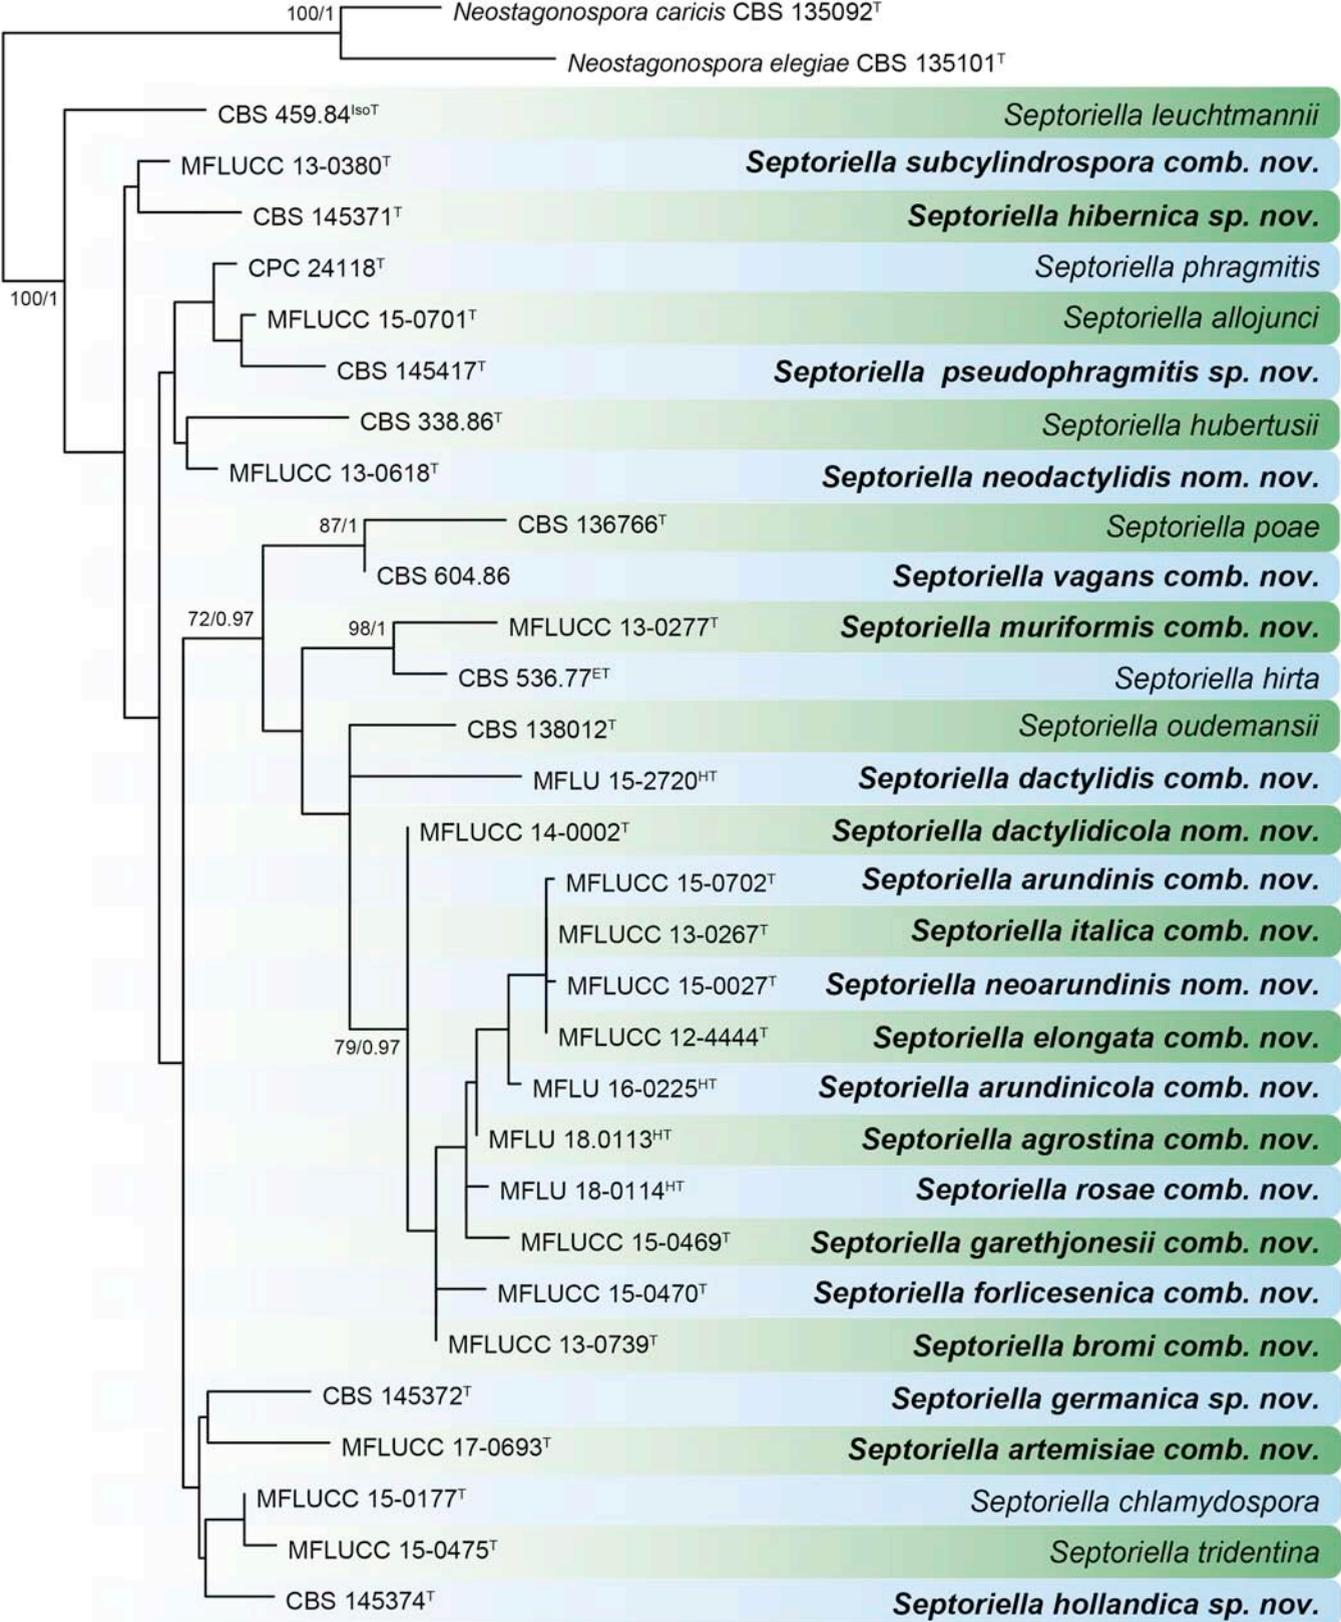 100/1
Neostagonospora caricis CBS 135092ᵀ
Neostagonospora elegiae CBS 135101ᵀ
CBS 459.84ᴵˢᵒᵀ Septoriella leuchtmannii
MFLUCC 13-0380ᵀ Septoriella subcylindrospora comb. nov.
CBS 145371ᵀ Septoriella hibernica sp. nov.
CPC 24118ᵀ Septoriella phragmitis
100/1
MFLUCC 15-0701ᵀ Septoriella allojunci
CBS 145417ᵀ Septoriella pseudophragmitis sp. nov.
CBS 338.86ᵀ Septoriella hubertusii
MFLUCC 13-0618ᵀ Septoriella neodactylidis nom. nov.
87/1
CBS 136766ᵀ Septoriella poae
CBS 604.86 Septoriella vagans comb. nov.
72/0.97
98/1
MFLUCC 13-0277ᵀ Septoriella muriformis comb. nov.
CBS 536.77ᴱᵀ Septoriella hirta
CBS 138012ᵀ Septoriella oudemansii
MFLU 15-2720ᴴᵀ Septoriella dactylidis comb. nov.
MFLUCC 14-0002ᵀ Septoriella dactylidicola nom. nov.
MFLUCC 15-0702ᵀ Septoriella arundinis comb. nov.
MFLUCC 13-0267ᵀ Septoriella italica comb. nov.
MFLUCC 15-0027ᵀ Septoriella neoarundinis nom. nov.
MFLUCC 12-4444ᵀ Septoriella elongata comb. nov.
79/0.97
MFLU 16-0225ᴴᵀ Septoriella arundinicola comb. nov.
MFLU 18.0113ᴴᵀ Septoriella agrostina comb. nov.
MFLU 18-0114ᴴᵀ Septoriella rosae comb. nov.
MFLUCC 15-0469ᵀ Septoriella garethjonesii comb. nov.
MFLUCC 15-0470ᵀ Septoriella forlicesenica comb. nov.
MFLUCC 13-0739ᵀ Septoriella bromi comb. nov.
CBS 145372ᵀ Septoriella germanica sp. nov.
MFLUCC 17-0693ᵀ Septoriella artemisiae comb. nov.
MFLUCC 15-0177ᵀ Septoriella chlamydospora
MFLUCC 15-0475ᵀ Septoriella tridentina
CBS 145374ᵀ Septoriella hollandica sp. nov.